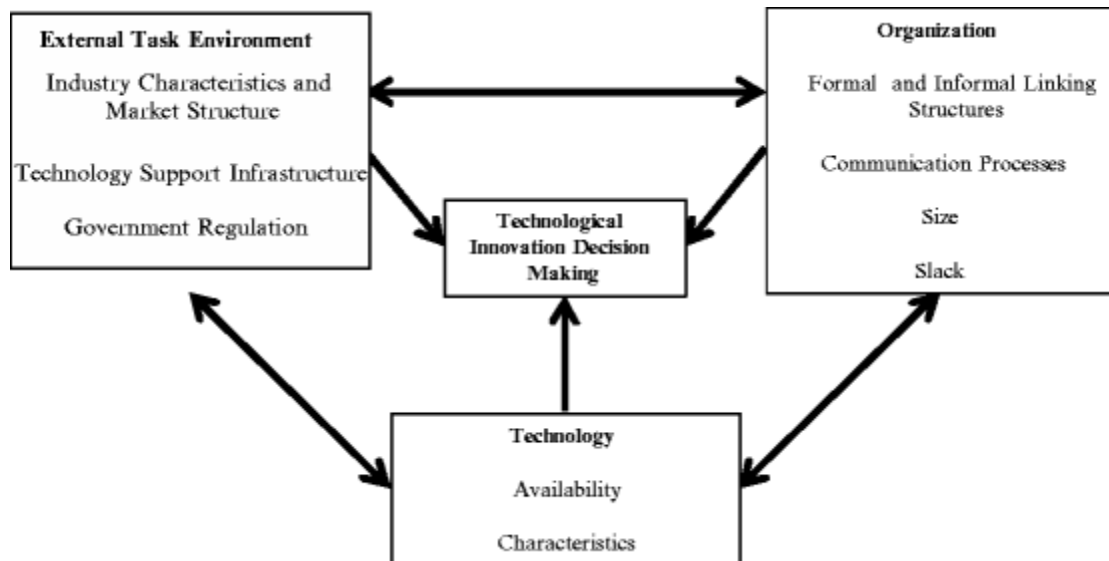 External Task Environment
Industry Characteristics and
Market Structure
Technology Support Infrastructure
Government Regulation
Organization
Formal and Informal Linking
Structures
Communication Processes
Size
Slack
Technological
Innovation Decision
Making
Technology
Availability
Characteristics